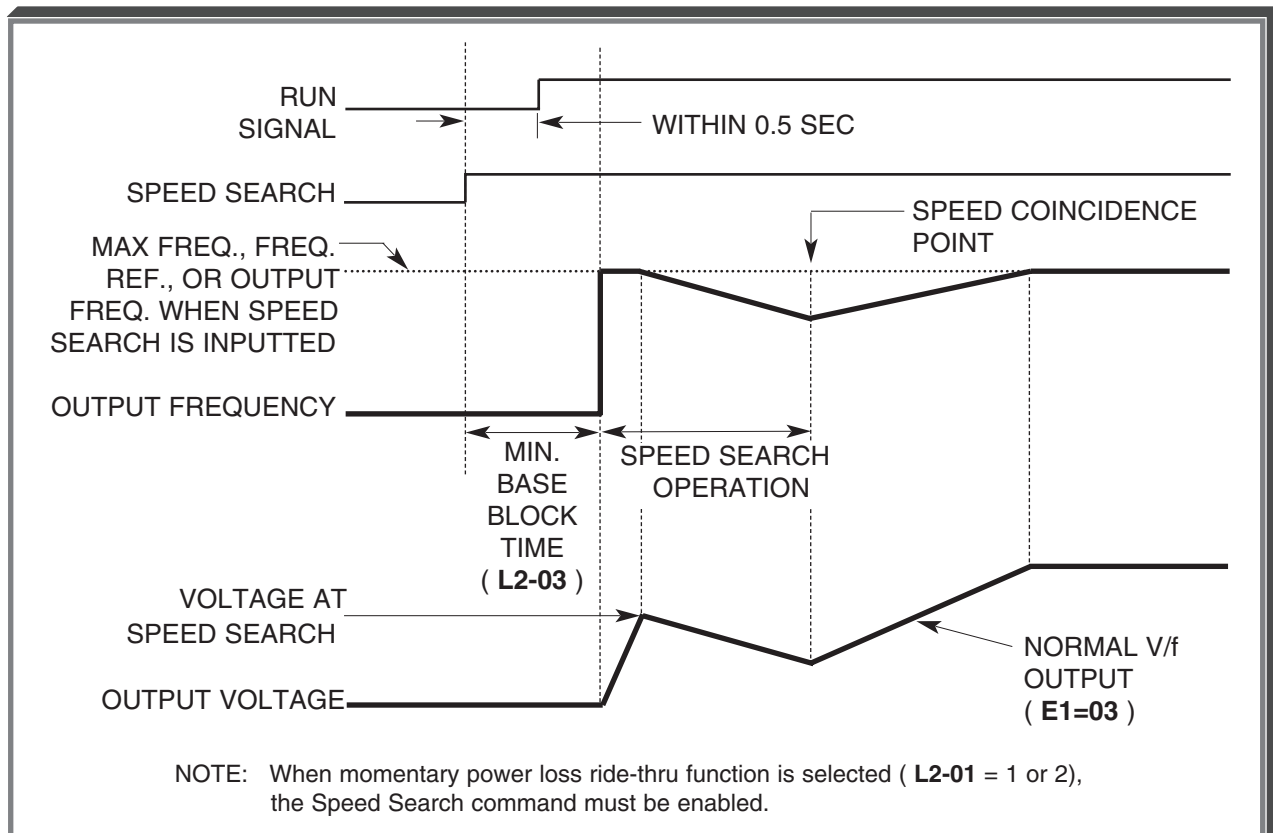 RUN
SIGNAL
WITHIN 0.5 SEC
SPEED SEARCH
SPEED COINCIDENCE
POINT
MAX FREQ., FREQ.
REF., OR OUTPUT
FREQ. WHEN SPEED
SEARCH IS INPUTTED
OUTPUT FREQUENCY
MIN.
BASE
BLOCK
TIME
( L2-03 )
SPEED SEARCH
OPERATION
VOLTAGE AT
SPEED SEARCH
OUTPUT VOLTAGE
NORMAL V/f
OUTPUT
( E1=03 )
NOTE: When momentary power loss ride-thru function is selected ( L2-01 = 1 or 2),
the Speed Search command must be enabled.